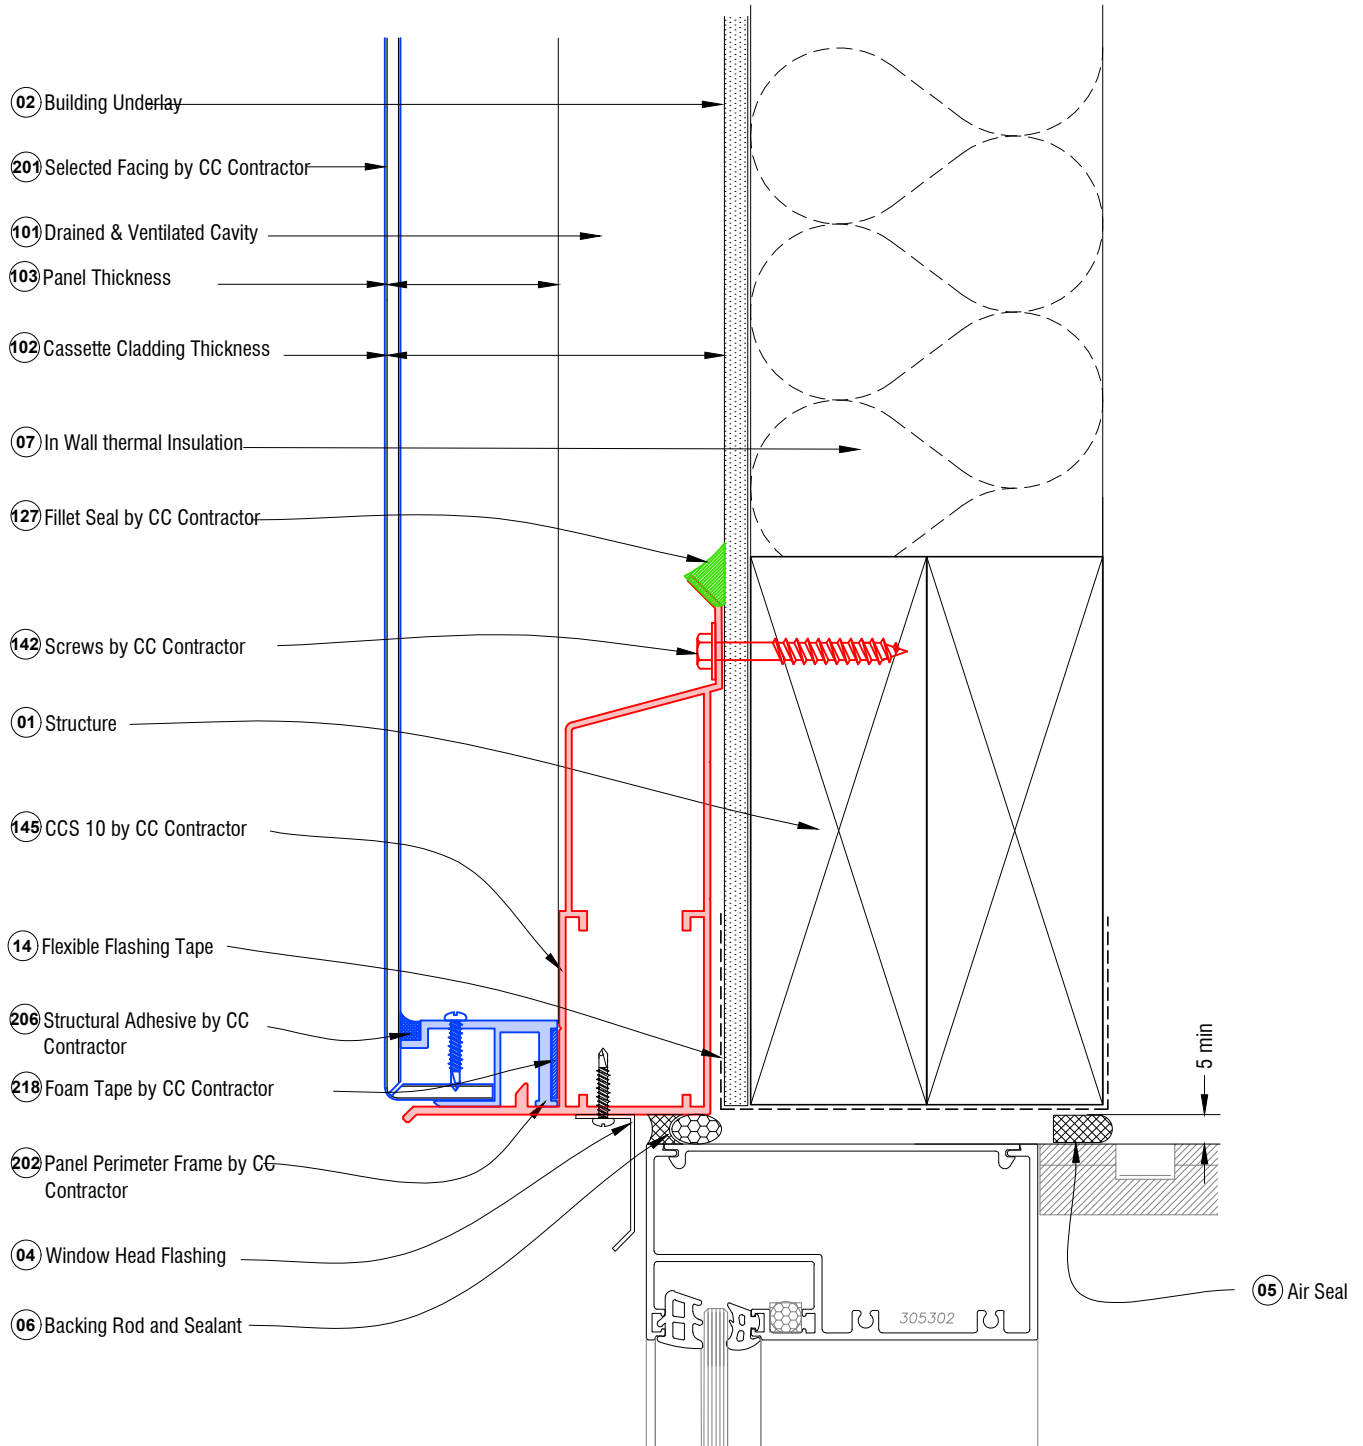 02 Building Underlay
201 Selected Facing by CC Contractor
101 Drained & Ventilated Cavity
103 Panel Thickness
102 Cassette Cladding Thickness
07 In Wall thermal Insulation
127 Fillet Seal by CC Contractor
142 Screws by CC Contractor
01 Structure
145 CCS 10 by CC Contractor
14 Flexible Flashing Tape
206 Structural Adhesive by CC
Contractor
218 Foam Tape by CC Contractor
202 Panel Perimeter Frame by CC
Contractor
04 Window Head Flashing
06 Backing Rod and Sealant
5 min
05 Air Seal
305302